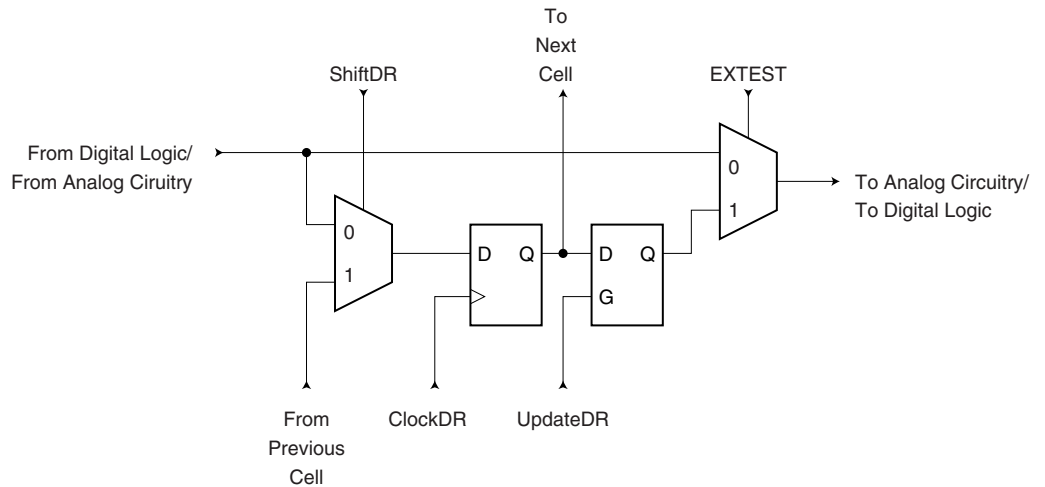 To
Next
Cell
ShiftDR
EXTEST
From Digital Logic/
From Analog Ciruitry
0
1
D Q
D Q
G
0
1
To Analog Circuitry/
To Digital Logic
From
Previous
Cell
ClockDR
UpdateDR